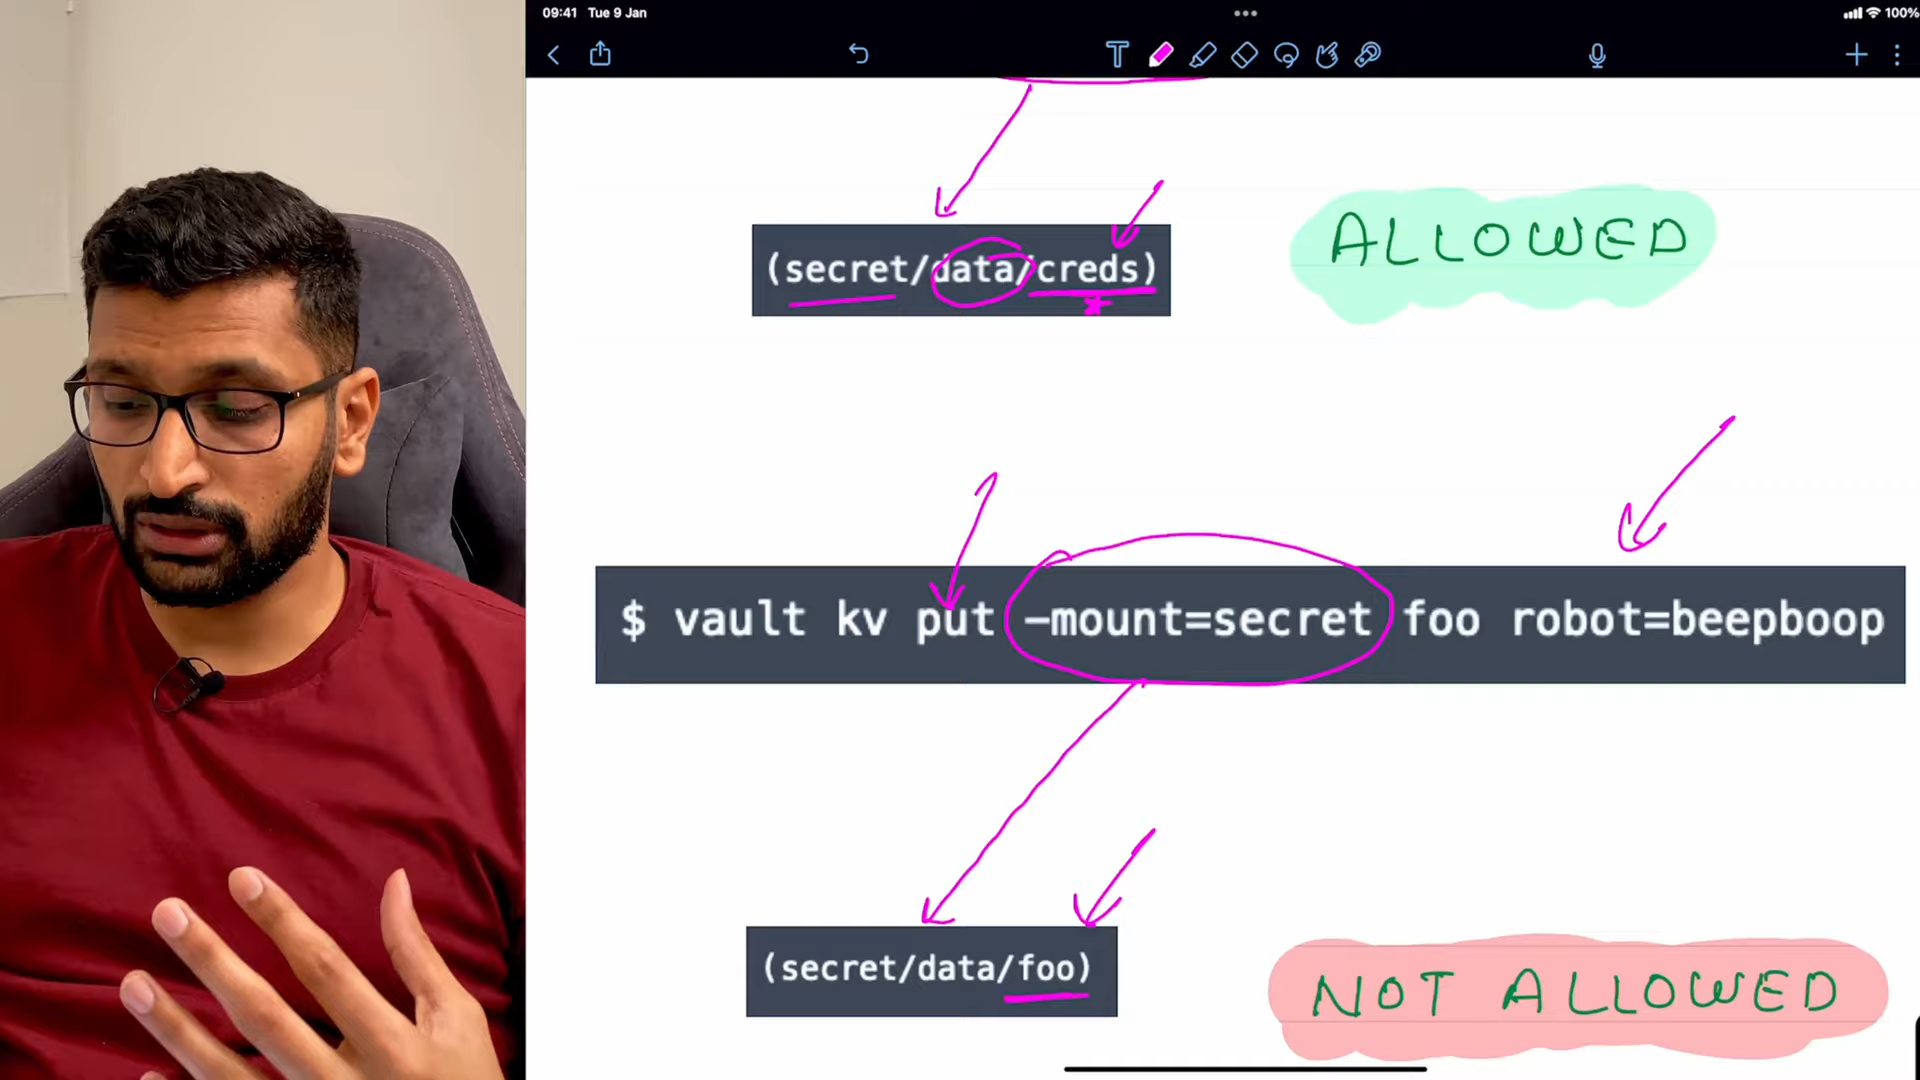 09:41 Tue 9 Jan
100%
(secret/data/creds)
ALLOWED
$ vault kv put -mount=secret foo robot=beepboop
(secret/data/foo)
NOT ALLOWED